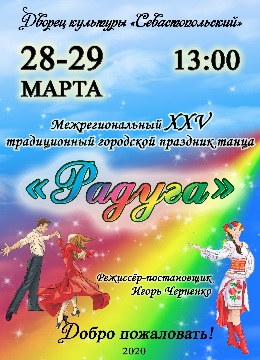 Дворец культуры «Севастопольский»
28-29 13:00
МАРТА
Межрегиональный XXV
традиционный городской праздник танца
«Радуга»
Режиссёр-постановщик
Игорь Черненко
Добро пожаловать!
2020